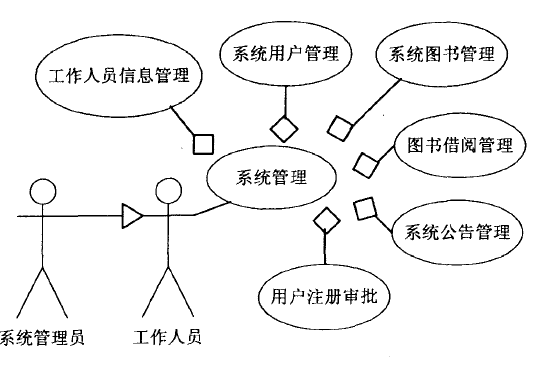 系统用户管理
系统图书管理
工作人员信息管理
图书借阅管理
系统管理
系统公告管理
用户注册审批
系统管理员
工作人员